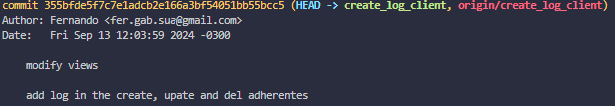 commit 355bfde5f7c7e1adcb2e166a3bf54051bb55bcc5 (HEAD -> create_log_client, origin/create_log_client)
Author: Fernando <fer.gab.sua@gmail.com>
Date:   Fri Sep 13 12:03:59 2024 -0300
modify views
add log in the create, upate and del adherentes